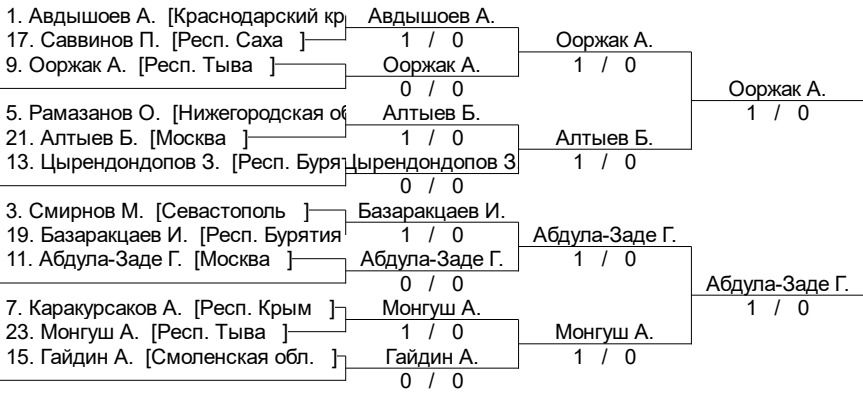 1. Авдышоев А. [Краснодарский кр
Авдышоев А.
17. Саввинов П. [Респ. Саха ]
1 / 0
Ооржак А.
9. Ооржак А. [Респ. Тыва ]
Ооржак А.
1 / 0
0 / 0
Ооржак А.
5. Рамазанов О. [Нижегородская об
Алтыев Б.
1 / 0
21. Алтыев Б. [Москва ]
1 / 0
Алтыев Б.
13. Цырендондопов З. [Респ. Бурят
Цырендондопов З
1 / 0
0 / 0
3. Смирнов М. [Севастополь ]
Базаракцаев И.
19. Базаракцаев И. [Респ. Бурятия
1 / 0
Абдула-Заде Г.
11. Абдула-Заде Г. [Москва ]
Абдула-Заде Г.
1 / 0
0 / 0
Абдула-Заде Г.
7. Каракурсаков А. [Респ. Крым ]
Монгуш А.
1 / 0
23. Монгуш А. [Респ. Тыва ]
1 / 0
Монгуш А.
15. Гайдин А. [Смоленская обл. ]
Гайдин А.
1 / 0
0 / 0